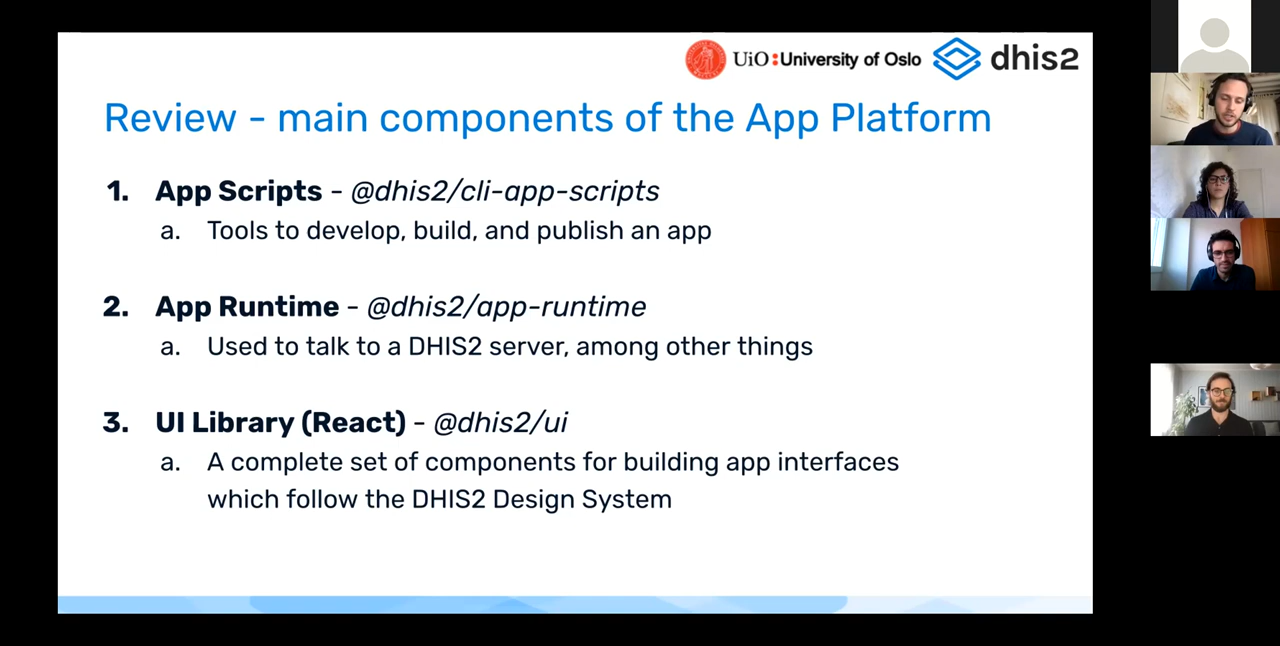 UiO:University of Oslo dhis2
Review - main components of the App Platform
1. App Scripts - @dhis2/cli-app-scripts
a. Tools to develop, build, and publish an app
2. App Runtime - @dhis2/app-runtime
a. Used to talk to a DHIS2 server, among other things
3. UI Library (React) - @dhis2/ui
a. A complete set of components for building app interfaces
which follow the DHIS2 Design System